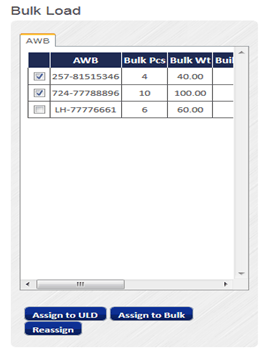 Bulk Load
AWB
AWB Bulk Pcs Bulk Wt
257-81515346 4 40.00
724-77788896 10 100.00
LH-77776661 6 60.00
Assign to ULD Assign to Bulk
Reassign